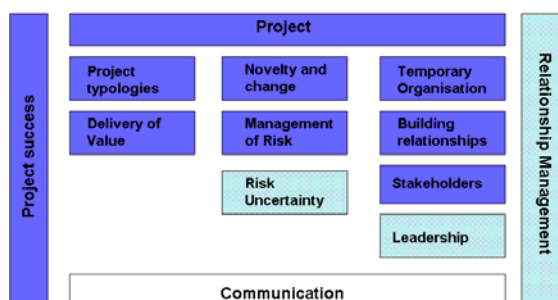 Project success
Project
Project
typologies
Novelty and
change
Temporary
Organisation
Delivery of
Value
Management
of Risk
Building
relationships
Risk
Uncertainty
Stakeholders
Leadership
Communication
Relationship Management